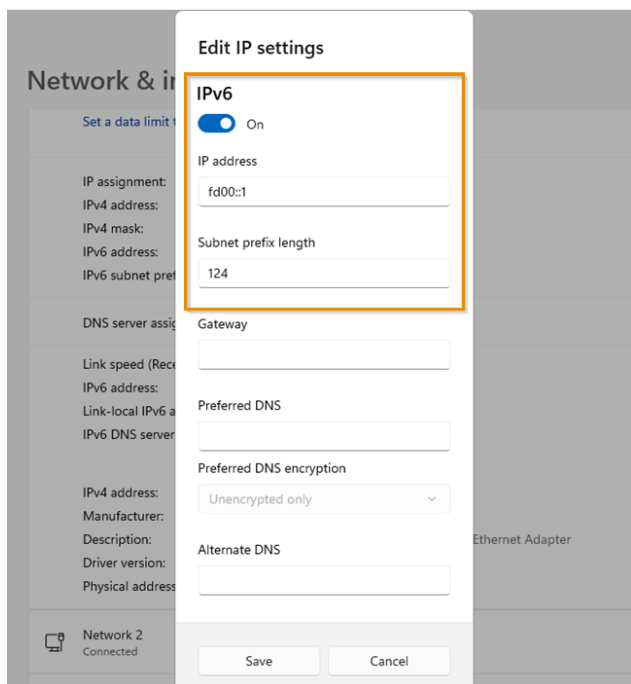 Edit IP settings
Network & i
IPv6
On
Set a data limit
IP address
fd00::1
IP assignment:
IPv4 address:
IPv4 mask:
IPv6 address:
IPv6 subnet pref
Subnet prefix length
124
DNS server assig
Gateway
Link speed (Rece
IPv6 address:
Link-local IPv6 a
IPv6 DNS server
Preferred DNS
Preferred DNS encryption
Unencrypted only
IPv4 address:
Manufacturer:
Description:
Ethernet Adapter
Driver version:
Physical address
Alternate DNS
Network 2
Connected
Save
Cancel